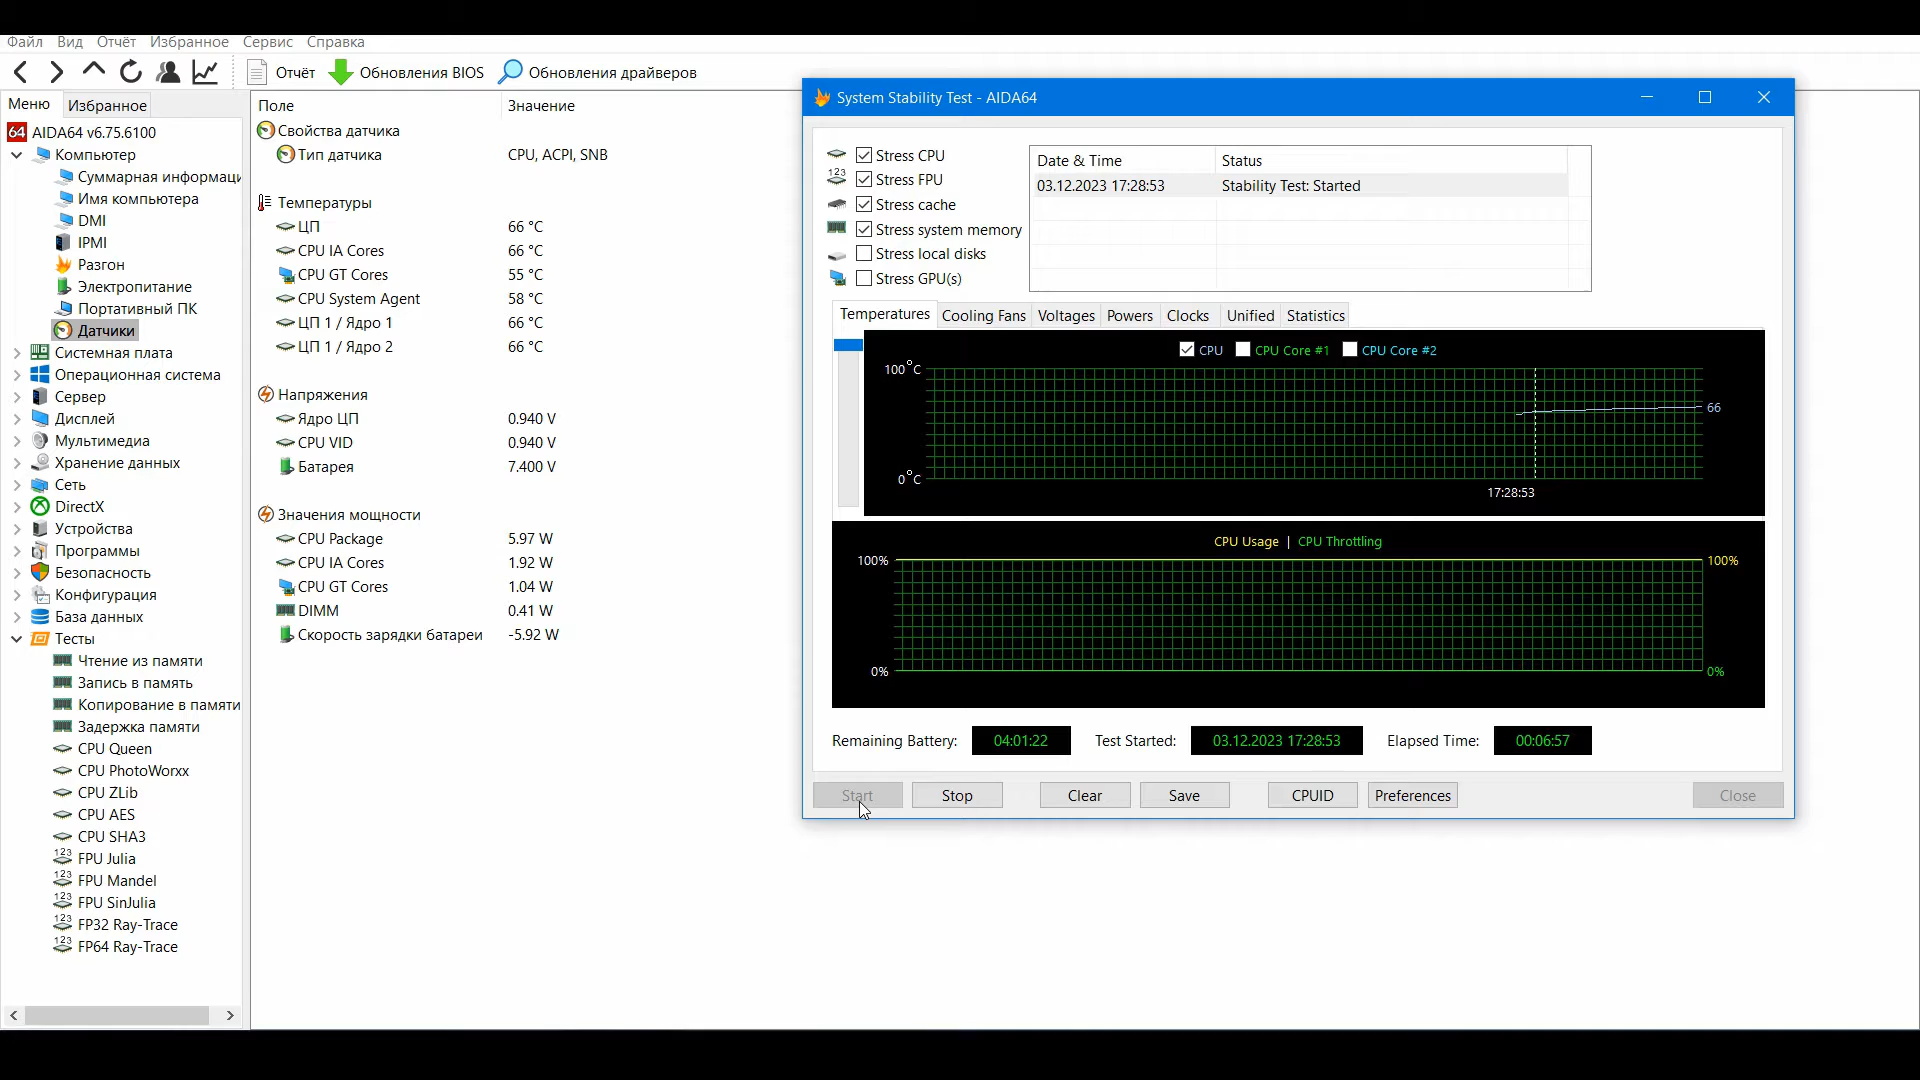 Файл Вид Отчёт Избранное Сервис Справка
Отчёт Обновления BIOS Обновления драйверов
Меню Избранное
64 AIDA64 v6.75.6100
Компьютер
Суммарная информаци
Имя компьютера
DMI
IPMI
Разгон
Электропитание
Портативный ПК
Датчики
Системная плата
Операционная система
Сервер
Дисплей
Мультимедиа
Хранение данных
Сеть
DirectX
Устройства
Программы
Безопасность
Конфигурация
База данных
Тесты
Чтение из памяти
Запись в память
Копирование в памяти
Задержка памяти
CPU Queen
CPU PhotoWorxx
CPU ZLib
CPU AES
CPU SHA3
123 FPU Julia
123 FPU Mandel
123 FPU SinJulia
123 FP32 Ray-Trace
123 FP64 Ray-Trace
Поле Значение
Свойства датчика
Тип датчика CPU, ACPI, SNB
Температуры
ЦП 66 °C
CPU IA Cores 66 °C
CPU GT Cores 55 °C
CPU System Agent 58 °C
ЦП 1 / Ядро 1 66 °C
ЦП 1 / Ядро 2 66 °C
Напряжения
Ядро ЦП 0.940 V
CPU VID 0.940 V
Батарея 7.400 V
Значения мощности
CPU Package 5.97 W
CPU IA Cores 1.92 W
CPU GT Cores 1.04 W
DIMM 0.41 W
Скорость зарядки батареи -5.92 W
System Stability Test - AIDA64
Stress CPU
123 Stress FPU
Stress cache
Stress system memory
Stress local disks
Stress GPU(s)
Date & Time Status
03.12.2023 17:28:53 Stability Test: Started
Temperatures Cooling Fans Voltages Powers Clocks Unified Statistics
CPU CPU Core #1 CPU Core #2
100°C
66
0°C
17:28:53
CPU Usage | CPU Throttling
100% 100%
0% 0%
Remaining Battery: 04:01:22 Test Started: 03.12.2023 17:28:53 Elapsed Time: 00:06:57
Start Stop Clear Save CPUID Preferences Close